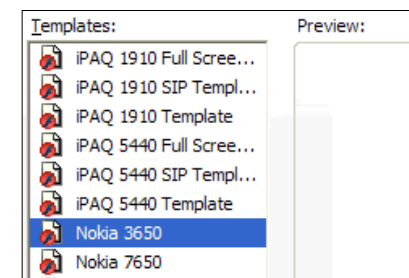 Templates: Preview:
iPAQ 1910 Full Scree...
iPAQ 1910 SIP Templ...
iPAQ 1910 Template
iPAQ 5440 Full Scree...
iPAQ 5440 SIP Templ...
iPAQ 5440 Template
Nokia 3650
Nokia 7650